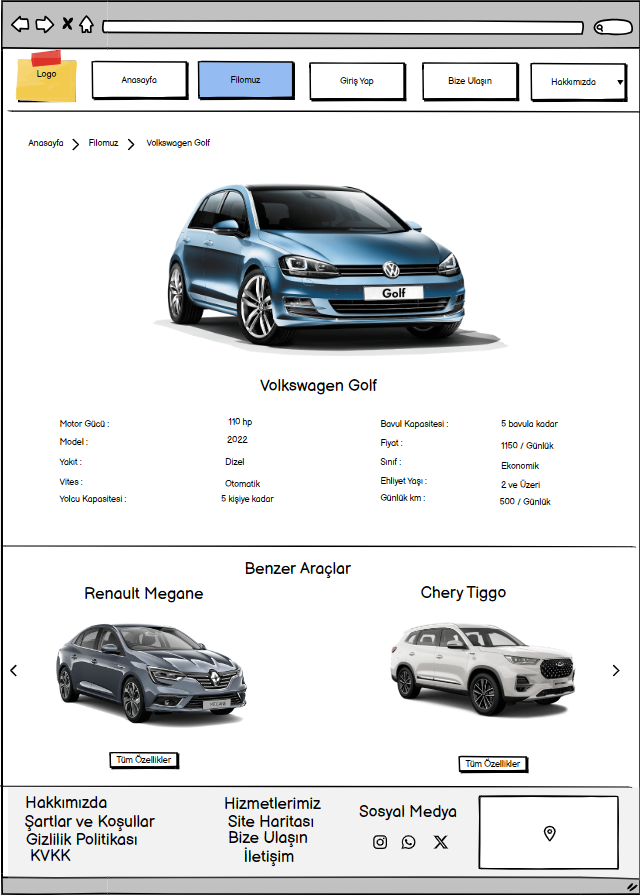 Logo
Anasayfa
Filomuz
Giriş Yap
Bize Ulaşın
Hakkımızda
Anasayfa
Filomuz
Volkswagen Golf
Golf
Volkswagen Golf
Motor Gücü :
110 hp
Bavul Kapasitesi :
5 bavula kadar
Model :
2022
Fiyat :
1150 / Günlük
Yakıt :
Dizel
Sınıf :
Ekonomik
Vites :
Otomatik
Ehliyet Yaşı :
2 ve Üzeri
Yolcu Kapasitesi :
5 kişiye kadar
Günlük km :
500 / Günlük
Benzer Araçlar
Renault Megane
Chery Tiggo
MEGANE
Tüm Özellikler
Tüm Özellikler
Hakkımızda
Şartlar ve Koşullar
Gizlilik Politikası
KVKK
Hizmetlerimiz
Site Haritası
Bize Ulaşın
İletişim
Sosyal Medya